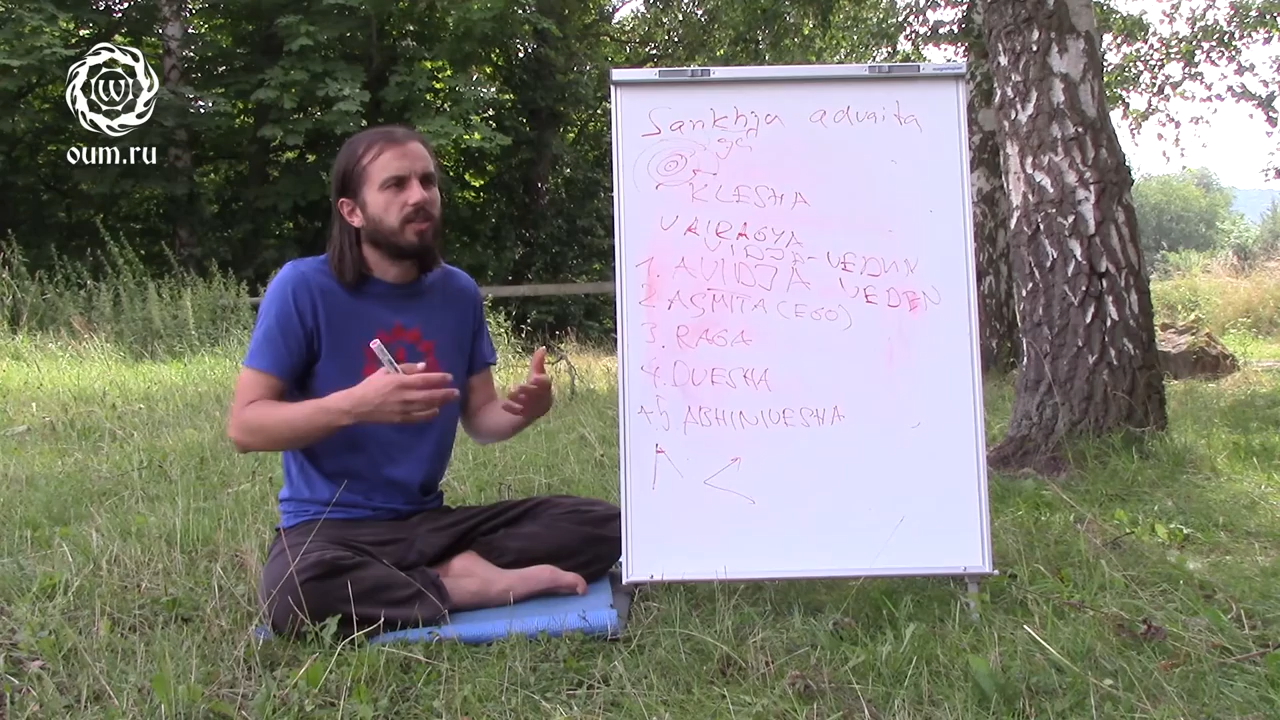 oum.ru
Sankhja advaita
KLESHA
VAIRAGYA
VIDJA-VEDUN
1. AVIDJA VEDEN
2. ASMITA (EGO)
3. RAGA
4. DVESHA
5 ABHINIVESHA